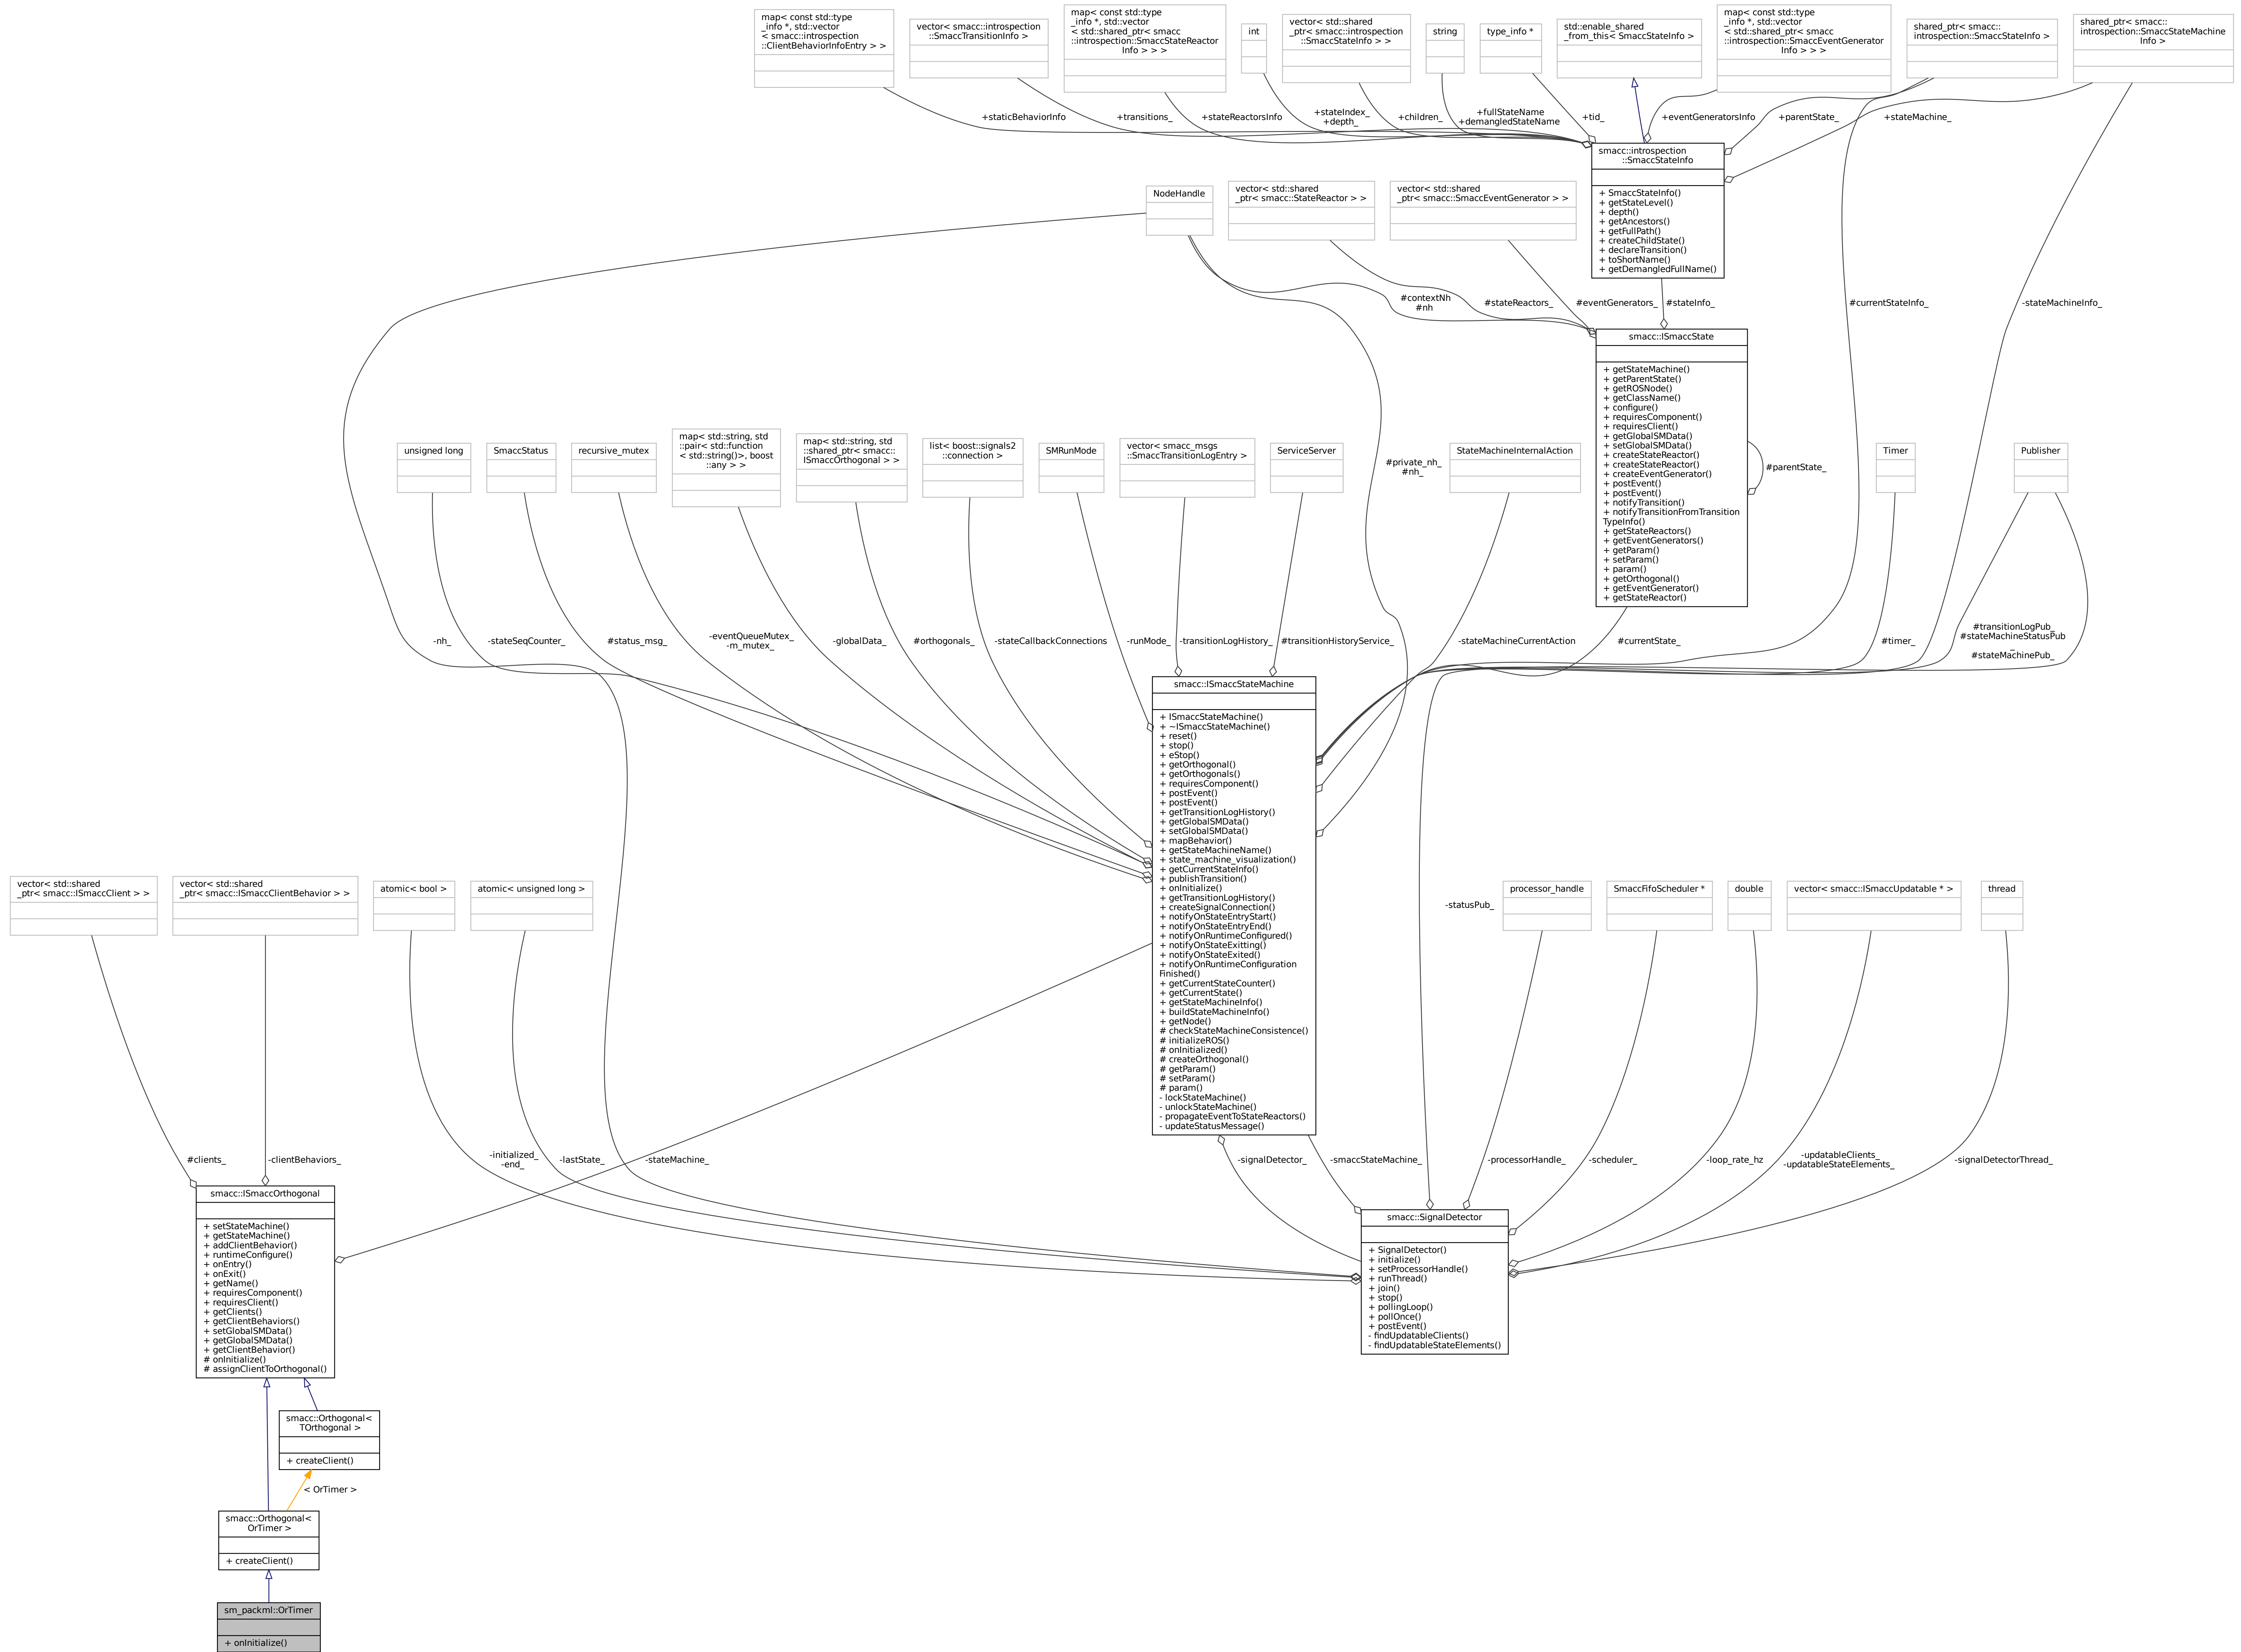 map< const std::type
_info *, std::vector
< smacc::introspection
::ClientBehaviorInfoEntry > >
vector< smacc::introspection
::SmaccTransitionInfo >
map< const std::type
_info *, std::vector
< std::shared_ptr< smacc
::introspection::SmaccStateReactor
Info > > >
int
vector< std::shared
_ptr< smacc::introspection
::SmaccStateInfo > >
string
type_info *
std::enable_shared
_from_this< SmaccStateInfo >
map< const std::type
_info *, std::vector
< std::shared_ptr< smacc
::introspection::SmaccEventGenerator
Info > > >
shared_ptr< smacc::
introspection::SmaccStateInfo >
shared_ptr< smacc::
introspection::SmaccStateMachine
Info >
+staticBehaviorInfo
+transitions_
+stateReactorsInfo
+stateIndex_
+depth_
+children_
+fullStateName
+demangledStateName
+tid_
+eventGeneratorsInfo
+parentState_
+stateMachine_
smacc::introspection
::SmaccStateInfo
+ SmaccStateInfo()
+ getStateLevel()
+ depth()
+ getAncestors()
+ getFullPath()
+ createChildState()
+ declareTransition()
+ toShortName()
+ getDemangledFullName()
NodeHandle
vector< std::shared
_ptr< smacc::StateReactor > >
vector< std::shared
_ptr< smacc::SmaccEventGenerator > >
#contextNh
#nh
#stateReactors_
#eventGenerators_
#stateInfo_
#currentStateInfo_
-stateMachineInfo_
smacc::ISmaccState
+ getStateMachine()
+ getParentState()
+ getROSNode()
+ getClassName()
+ configure()
+ requiresComponent()
+ requiresClient()
+ getGlobalSMData()
+ setGlobalSMData()
+ createStateReactor()
+ createStateReactor()
+ createEventGenerator()
+ postEvent()
+ postEvent()
+ notifyTransition()
+ notifyTransitionFromTransition
TypeInfo()
+ getStateReactors()
+ getEventGenerators()
+ getParam()
+ setParam()
+ param()
+ getOrthogonal()
+ getEventGenerator()
+ getStateReactor()
#parentState_
unsigned long
SmaccStatus
recursive_mutex
map< std::string, std
::pair< std::function
< std::string()>, boost
::any > >
map< std::string, std
::shared_ptr< smacc::
ISmaccOrthogonal > >
list< boost::signals2
::connection >
SMRunMode
vector< smacc_msgs
::SmaccTransitionLogEntry >
ServiceServer
#private_nh_
#nh_
StateMachineInternalAction
Timer
Publisher
-nh_
-stateSeqCounter_
#status_msg_
-eventQueueMutex_
-m_mutex_
-globalData_
#orthogonals_
-stateCallbackConnections
-runMode_
-transitionLogHistory_
#transitionHistoryService_
-stateMachineCurrentAction
#currentState_
#timer_
#transitionLogPub_
#stateMachineStatusPub
_
#stateMachinePub_
smacc::ISmaccStateMachine
+ ISmaccStateMachine()
+ ~ISmaccStateMachine()
+ reset()
+ stop()
+ eStop()
+ getOrthogonal()
+ getOrthogonals()
+ requiresComponent()
+ postEvent()
+ postEvent()
+ getTransitionLogHistory()
+ getGlobalSMData()
+ setGlobalSMData()
+ mapBehavior()
+ getStateMachineName()
+ state_machine_visualization()
+ getCurrentStateInfo()
+ publishTransition()
+ onInitialize()
+ getTransitionLogHistory()
+ createSignalConnection()
+ notifyOnStateEntryStart()
+ notifyOnStateEntryEnd()
+ notifyOnRuntimeConfigured()
+ notifyOnStateExitting()
+ notifyOnStateExited()
+ notifyOnRuntimeConfiguration
Finished()
+ getCurrentStateCounter()
+ getCurrentState()
+ getStateMachineInfo()
+ buildStateMachineInfo()
+ getNode()
# checkStateMachineConsistence()
# initializeROS()
# onInitialized()
# createOrthogonal()
# getParam()
# setParam()
# param()
- lockStateMachine()
- unlockStateMachine()
- propagateEventToStateReactors()
- updateStatusMessage()
vector< std::shared
_ptr< smacc::ISmaccClient > >
vector< std::shared
_ptr< smacc::ISmaccClientBehavior > >
atomic< bool >
atomic< unsigned long >
-statusPub_
processor_handle
SmaccFifoScheduler *
double
vector< smacc::ISmaccUpdatable * >
thread
#clients_
-clientBehaviors_
-initialized_
-end_
-lastState_
-stateMachine_
-signalDetector_
-smaccStateMachine_
-processorHandle_
-scheduler_
-loop_rate_hz
-updatableClients_
-updatableStateElements_
-signalDetectorThread_
smacc::ISmaccOrthogonal
+ setStateMachine()
+ getStateMachine()
+ addClientBehavior()
+ runtimeConfigure()
+ onEntry()
+ onExit()
+ getName()
+ requiresComponent()
+ requiresClient()
+ getClients()
+ getClientBehaviors()
+ setGlobalSMData()
+ getGlobalSMData()
+ getClientBehavior()
# onInitialize()
# assignClientToOrthogonal()
smacc::SignalDetector
+ SignalDetector()
+ initialize()
+ setProcessorHandle()
+ runThread()
+ join()
+ stop()
+ pollingLoop()
+ pollOnce()
+ postEvent()
- findUpdatableClients()
- findUpdatableStateElements()
smacc::Orthogonal<
TOrthogonal >
+ createClient()
< OrTimer >
smacc::Orthogonal<
OrTimer >
+ createClient()
sm_packml::OrTimer
+ onInitialize()